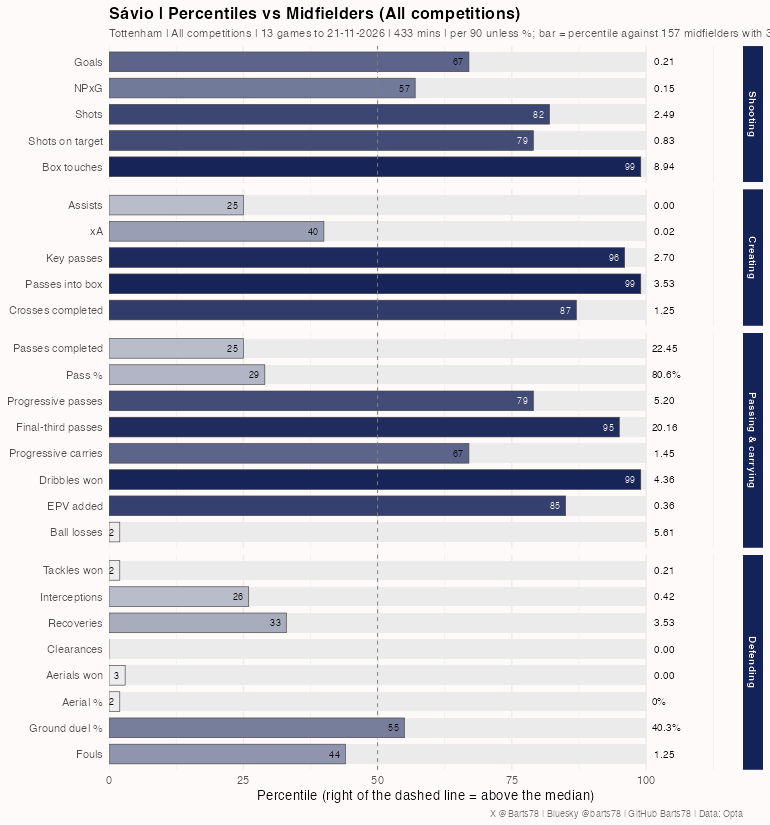 Sávio | Percentiles vs Midfielders (All competitions)
Tottenham | All competitions | 13 games to 21-11-2026 | 433 mins | per 90 unless %; bar = percentile against 157 midfielders with 3
Goals 67 0.21
NPxG 57 0.15
Shots 82 2.49
Shots on target 79 0.83
Box touches 99 8.94
Shooting
Assists 25 0.00
xA 40 0.02
Key passes 96 2.70
Passes into box 99 3.53
Crosses completed 87 1.25
Creating
Passes completed 25 22.45
Pass % 29 80.6%
Progressive passes 79 5.20
Final-third passes 95 20.16
Progressive carries 67 1.45
Dribbles won 99 4.36
EPV added 85 0.36
Ball losses 2 5.61
Passing & carrying
Tackles won 2 0.21
Interceptions 26 0.42
Recoveries 33 3.53
Clearances 0.00
Aerials won 3 0.00
Aerial % 2 0%
Ground duel % 55 40.3%
Fouls 44 1.25
Defending
0 25 50 75 100
Percentile (right of the dashed line = above the median)
X @Barts78 | Bluesky @barts78 | GitHub Barts78 | Data: Opta